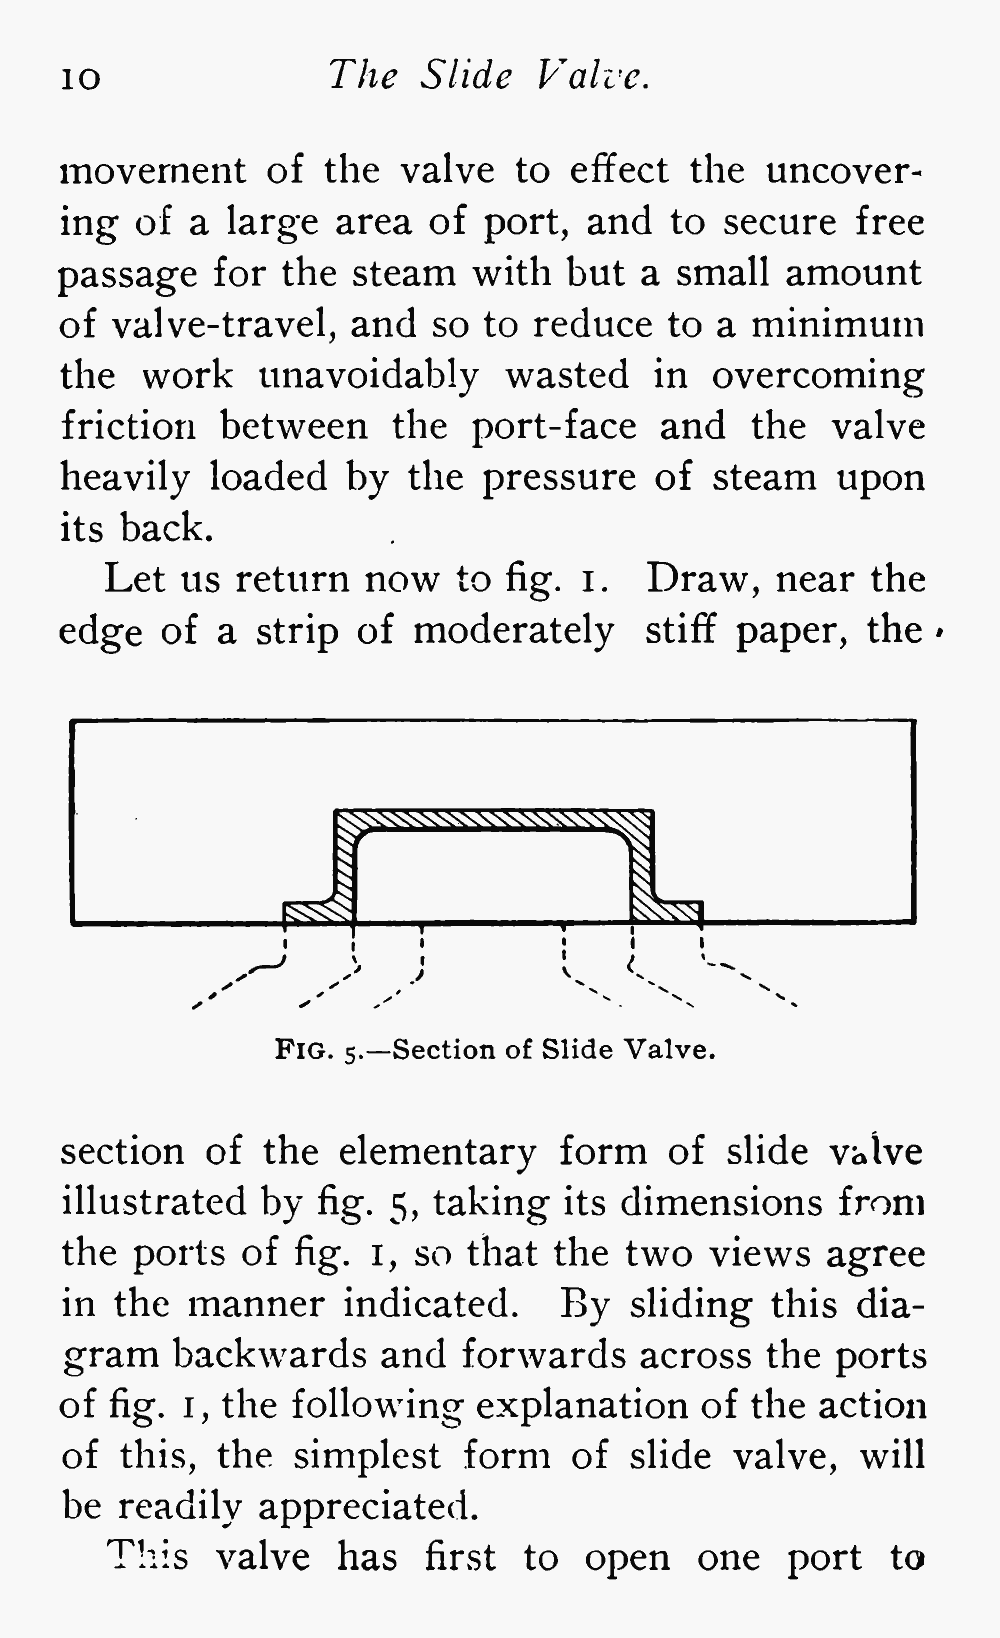 10 The Slide Valve.
movement of the valve to effect the uncover-
ing of a large area of port, and to secure free
passage for the steam with but a small amount
of valve-travel, and so to reduce to a minimum
the work unavoidably wasted in overcoming
friction between the port-face and the valve
heavily loaded by the pressure of steam upon
its back.
Let us return now to fig. 1. Draw, near the
edge of a strip of moderately stiff paper, the
FIG. 5.—Section of Slide Valve.
section of the elementary form of slide valve
illustrated by fig. 5, taking its dimensions from
the ports of fig. 1, so that the two views agree
in the manner indicated. By sliding this dia-
gram backwards and forwards across the ports
of fig. 1, the following explanation of the action
of this, the simplest form of slide valve, will
be readily appreciated.
This valve has first to open one port to